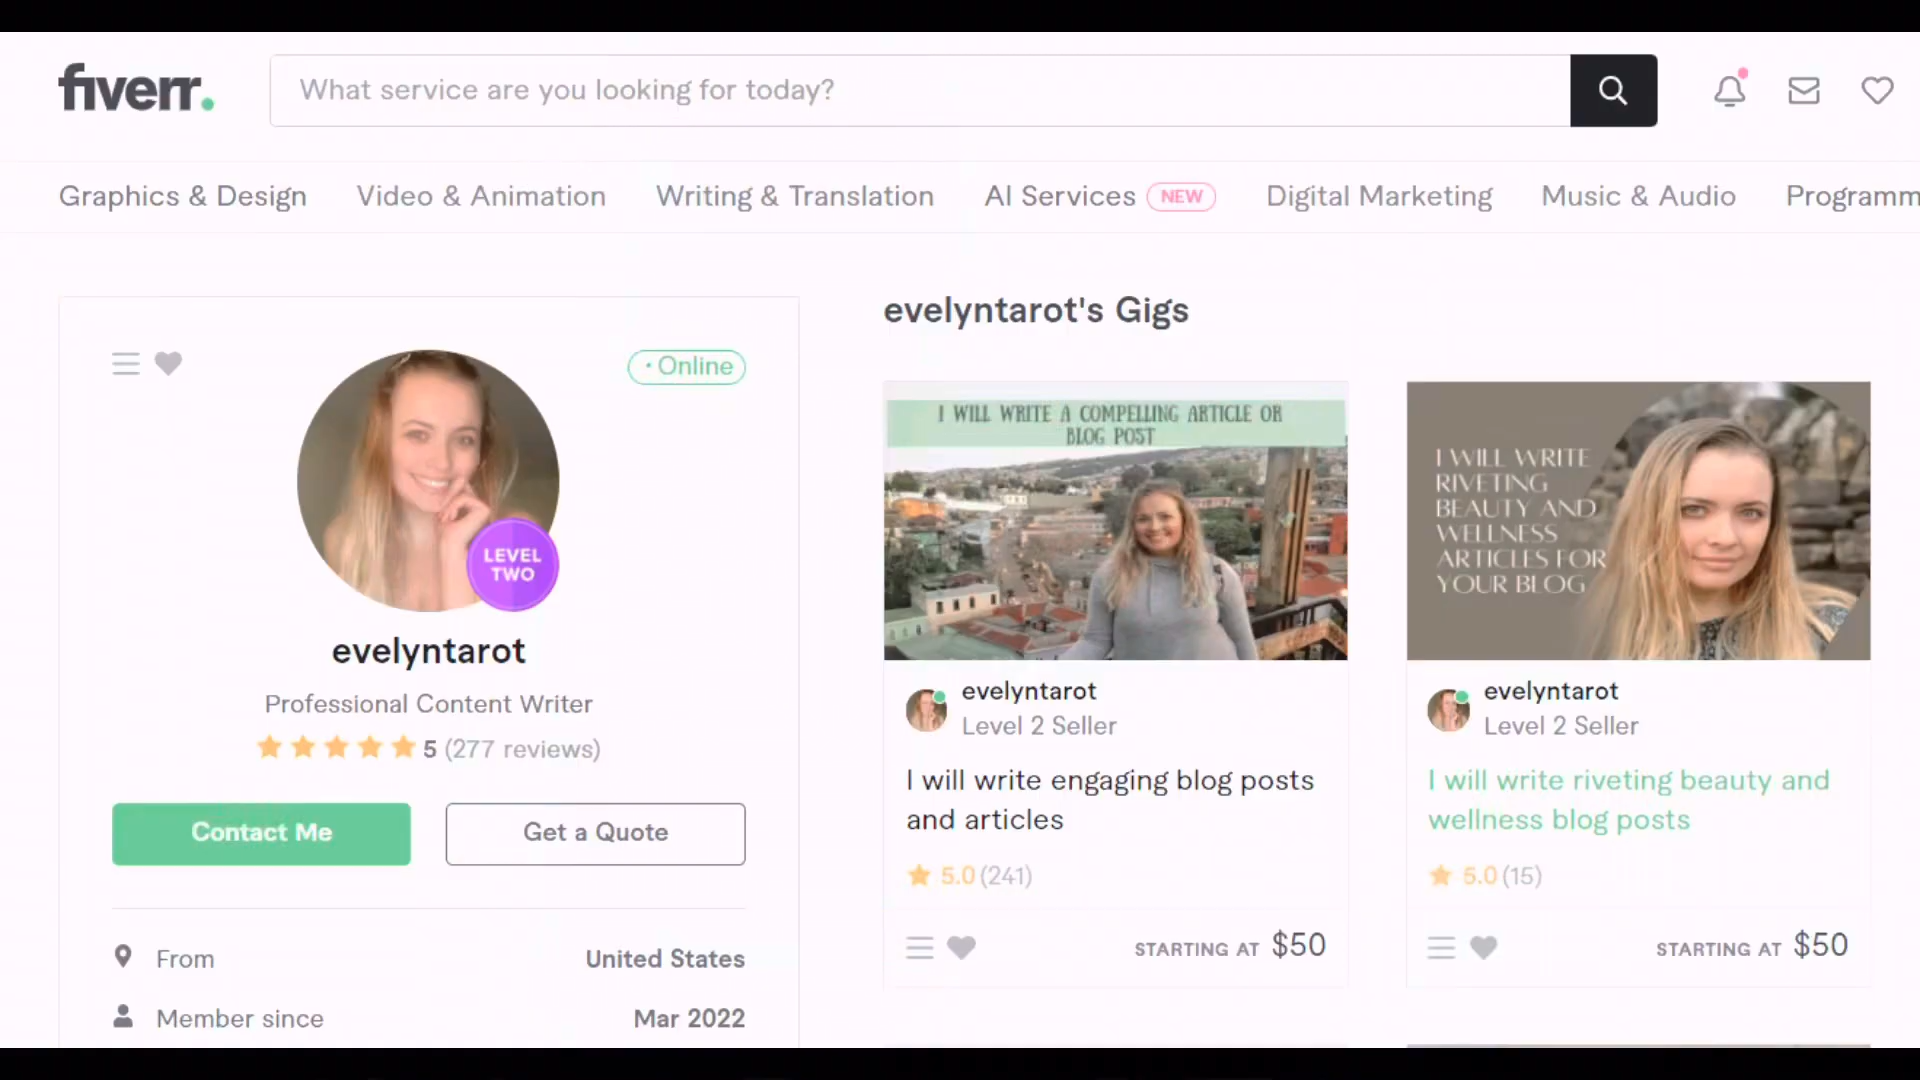 fiverr.
What service are you looking for today?
Graphics & Design
Video & Animation
Writing & Translation
AI Services NEW
Digital Marketing
Music & Audio
Programm
· Online
LEVEL
TWO
evelyntarot
Professional Content Writer
5 (277 reviews)
Contact Me
Get a Quote
From
United States
Member since
Mar 2022
evelyntarot's Gigs
I WILL WRITE A COMPELLING ARTICLE OR
BLOG POST
evelyntarot
Level 2 Seller
I will write engaging blog posts
and articles
5.0 (241)
STARTING AT $50
I WILL WRITE
RIVETING
BEAUTY AND
WELLNESS
ARTICLES FOR
YOUR BLOG
evelyntarot
Level 2 Seller
I will write riveting beauty and
wellness blog posts
5.0 (15)
STARTING AT $50